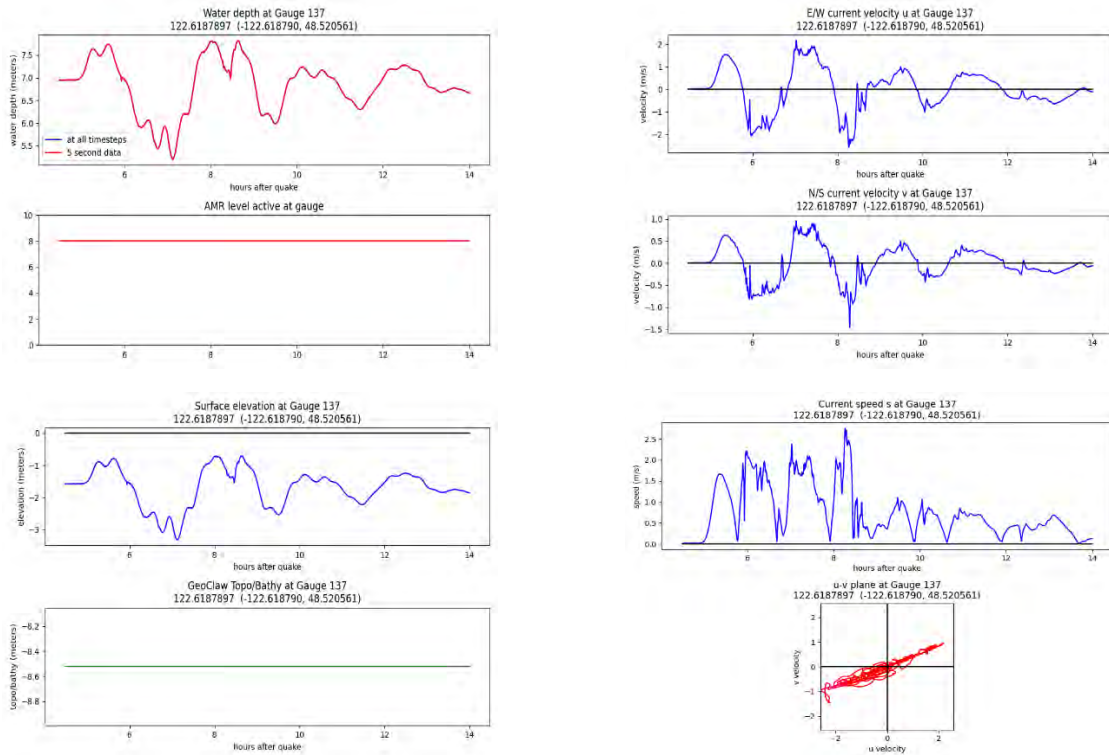 Water depth at Gauge 137
122.6187897 (-122.618790, 48.520561)
water depth (meters)
7.5
7.0
6.5
6.0
5.5
at all timesteps
5 second data
6
8
10
12
14
hours after quake
AMR level active at gauge
10
8
6
4
2
0
6
8
10
12
14
hours after quake
Surface elevation at Gauge 137
122.6187897 (-122.618790, 48.520561)
elevation (meters)
0
−1
−2
−3
6
8
10
12
14
hours after quake
GeoClaw Topo/Bathy at Gauge 137
122.6187897 (-122.618790, 48.520561)
topo/bathy (meters)
−8.2
−8.4
−8.6
−8.8
6
8
10
12
14
hours after quake
E/W current velocity u at Gauge 137
122.6187897 (-122.618790, 48.520561)
velocity (m/s)
2
1
0
−1
−2
6
8
10
12
14
hours after quake
N/S current velocity v at Gauge 137
122.6187897 (-122.618790, 48.520561)
velocity (m/s)
1.0
0.5
0.0
−0.5
−1.0
−1.5
6
8
10
12
14
hours after quake
Current speed s at Gauge 137
122.6187897 (-122.618790, 48.520561)
speed (m/s)
2.5
2.0
1.5
1.0
0.5
0.0
6
8
10
12
14
hours after quake
u-v plane at Gauge 137
122.6187897 (-122.618790, 48.520561)
v velocity
2
1
0
−1
−2
−2
0
2
u velocity